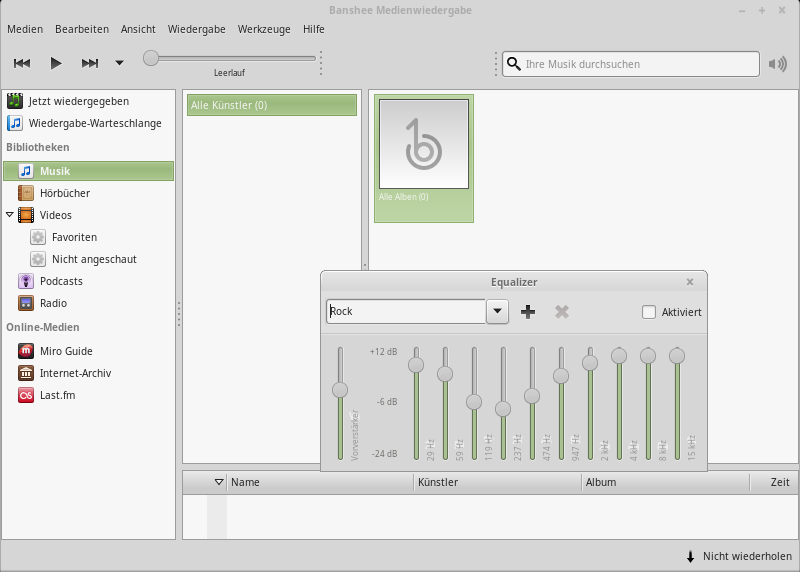 Banshee Medienwiedergabe
Medien Bearbeiten Ansicht Wiedergabe Werkzeuge Hilfe
Leerlauf
Ihre Musik durchsuchen
Jetzt wiedergegeben
Wiedergabe-Warteschlange
Bibliotheken
Musik
Hörbücher
Videos
Favoriten
Nicht angeschaut
Podcasts
Radio
Online-Medien
Miro Guide
Internet-Archiv
Last.fm
Alle Künstler (0)
Alle Alben (0)
Equalizer
Rock
Aktiviert
+12 dB
-6 dB
-24 dB
Vorverstärker
29 Hz
59 Hz
119 Hz
237 Hz
474 Hz
947 Hz
2 kHz
4 kHz
8 kHz
15 kHz
Name Künstler Album Zeit
Nicht wiederholen